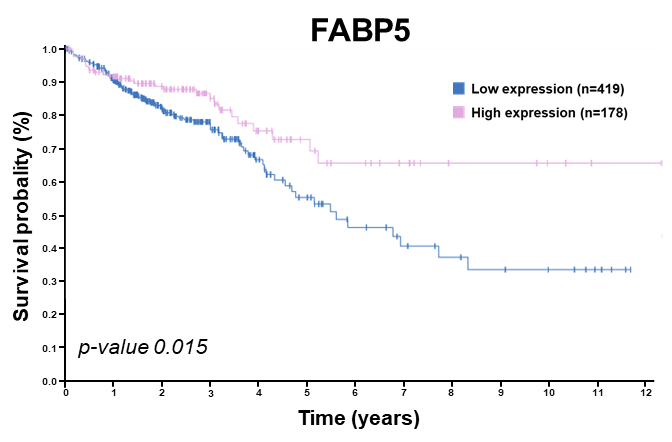 FABP5
1.0
0.9
0.8
0.7
0.6
0.5
0.4
0.3
0.2
0.1
0.0
Survival probality (%)
Low expression (n=419)
High expression (n=178)
p-value 0.015
0 1 2 3 4 5 6 7 8 9 10 11 12
Time (years)